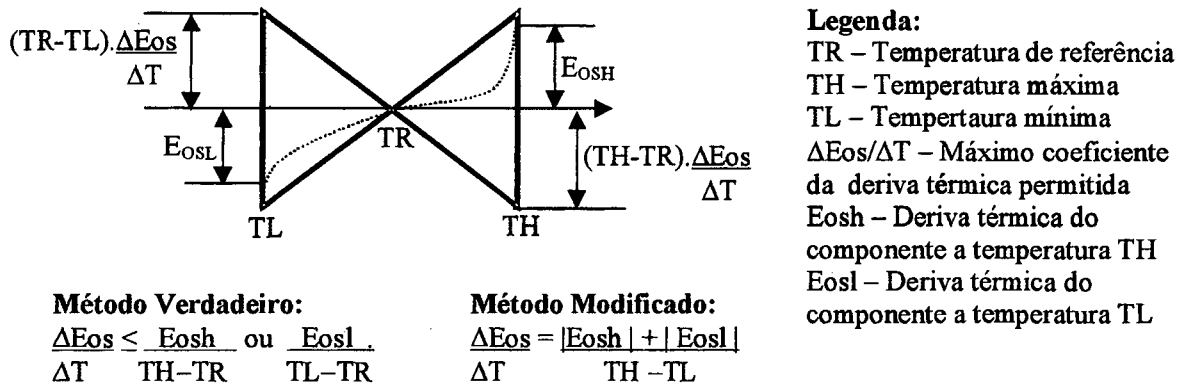 (TR-TL).ΔEos
ΔT
E_OSL
TR
TL
TH
E_OSH
(TH-TR).ΔEos
ΔT
Legenda:
TR – Temperatura de referência
TH – Temperatura máxima
TL – Tempertaura mínima
ΔEos/ΔT – Máximo coeficiente
da deriva térmica permitida
Eosh – Deriva térmica do
componente a temperatura TH
Eosl – Deriva térmica do
componente a temperatura TL
Método Verdadeiro:
ΔEos ≤ Eosh ou Eosl .
ΔT TH–TR TL–TR
Método Modificado:
ΔEos = |Eosh | + | Eosl |
ΔT TH –TL